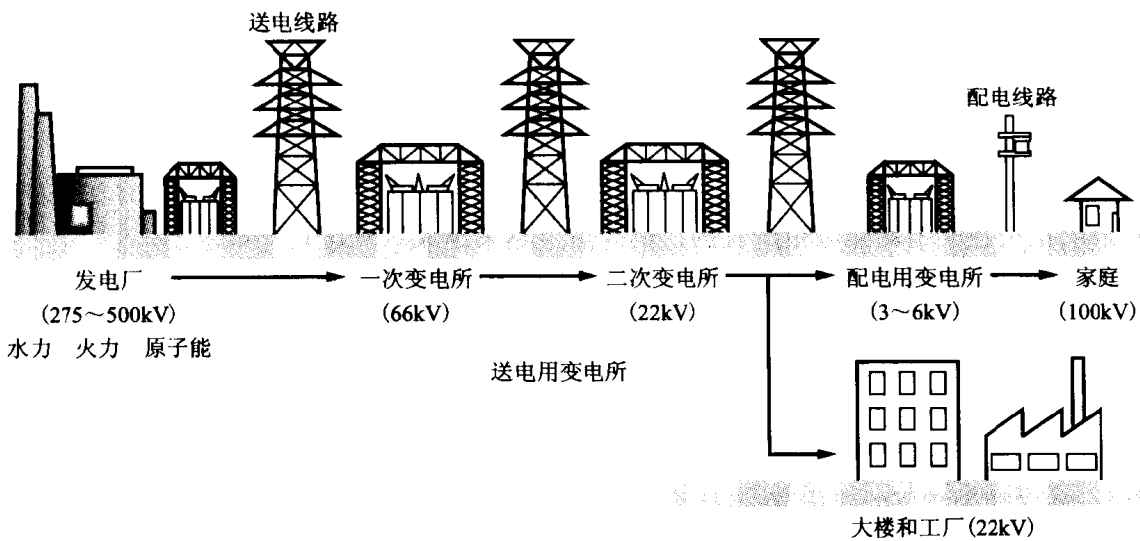 送电线路
配电线路
发电厂
(275～500kV)
水力 火力 原子能
一次变电所
(66kV)
二次变电所
(22kV)
配电用变电所
(3～6kV)
家庭
(100kV)
送电用变电所
大楼和工厂(22kV)